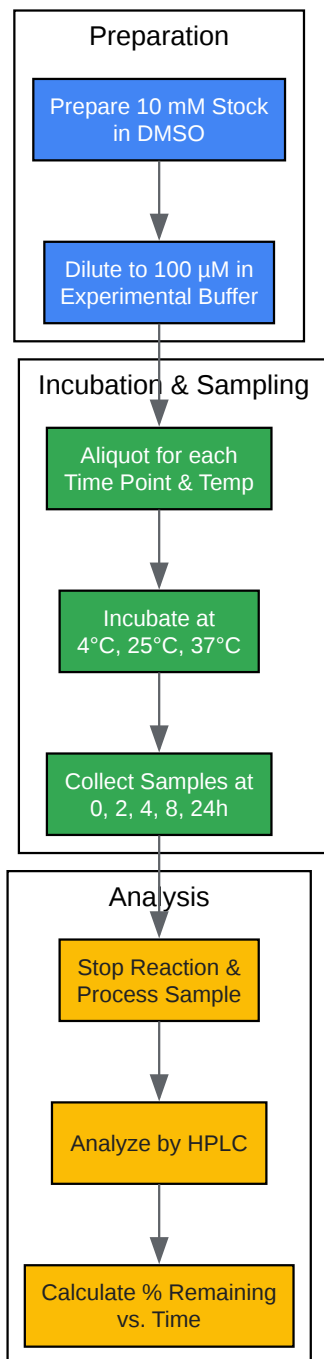 Preparation
Prepare 10 mM Stock
in DMSO
Dilute to 100 µM in
Experimental Buffer
Incubation & Sampling
Aliquot for each
Time Point & Temp
Incubate at
4°C, 25°C, 37°C
Collect Samples at
0, 2, 4, 8, 24h
Analysis
Stop Reaction &
Process Sample
Analyze by HPLC
Calculate % Remaining
vs. Time